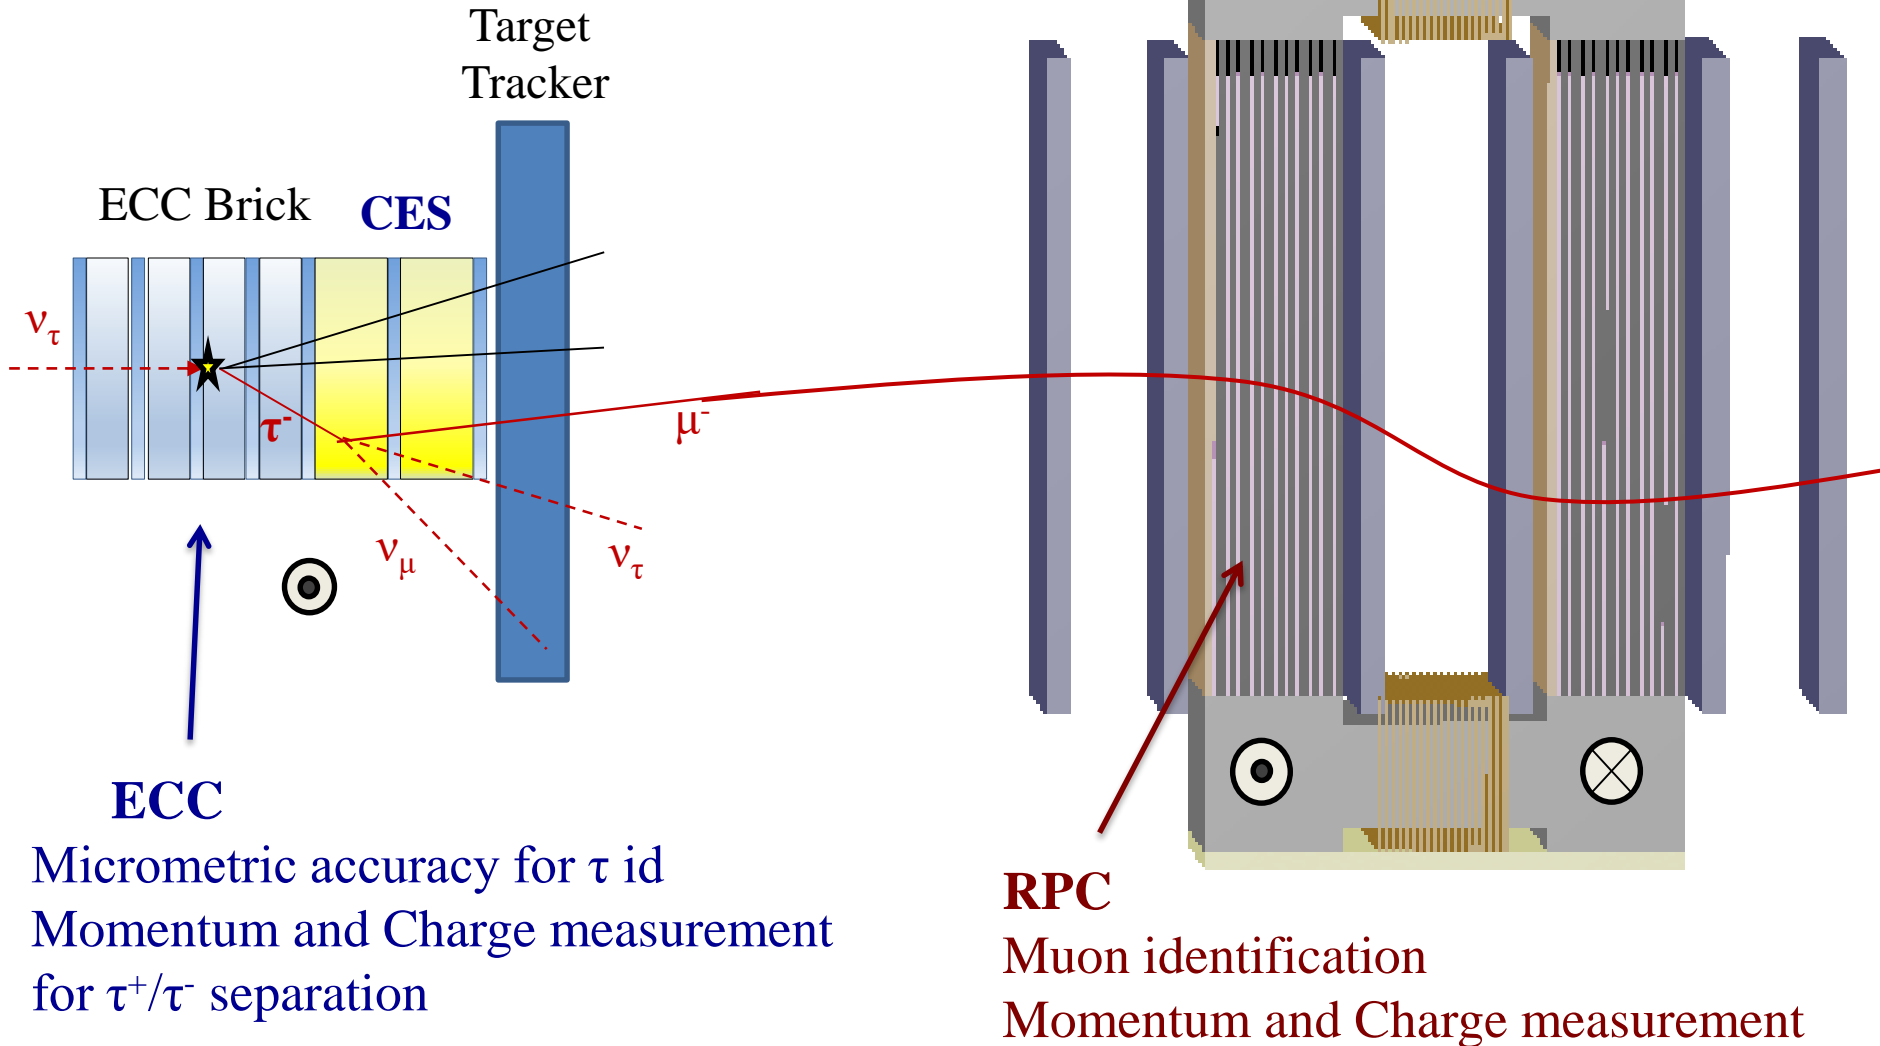 Target
Tracker
ECC Brick
CES
ντ
τ-
μ-
νμ
ντ
ECC
Micrometric accuracy for τ id
Momentum and Charge measurement
for τ+/τ- separation
RPC
Muon identification
Momentum and Charge measurement